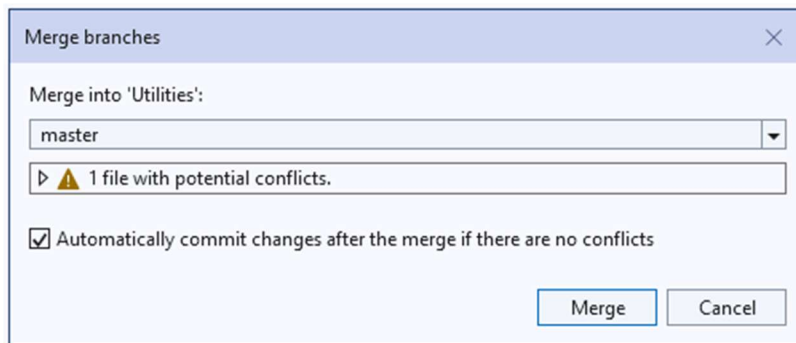 Merge branches
Merge into 'Utilities':
master
1 file with potential conflicts.
Automatically commit changes after the merge if there are no conflicts
Merge Cancel